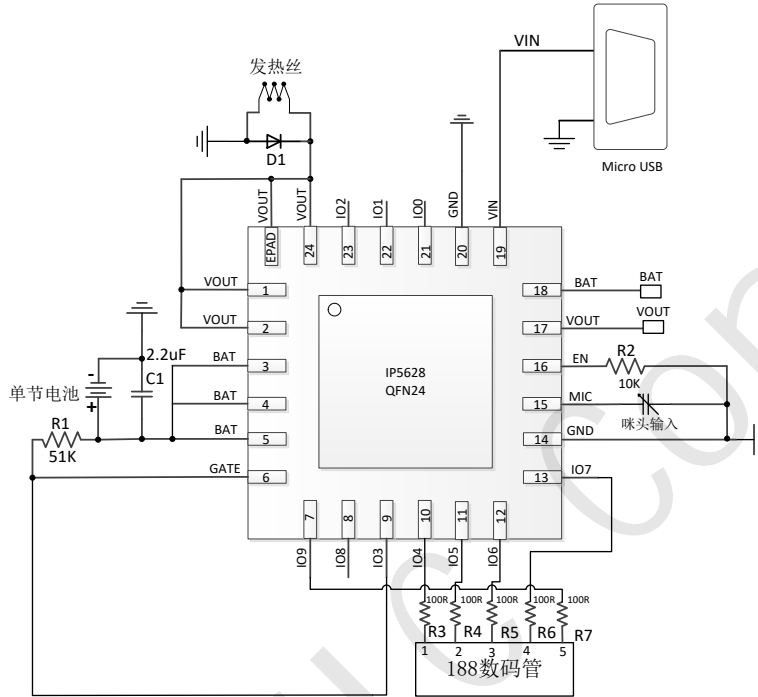 VIN
发热丝
D1
Micro USB
VOUT
VOUT
IO2
IO1
IO0
GND
VIN
EPAD
24
23
22
21
20
19
VOUT
1
18
BAT
BAT
VOUT
2
17
VOUT
VOUT
2.2uF
C1
BAT
3
IP5628
QFN24
16
EN
R2
10K
单节电池
-
+
BAT
4
15
MIC
咪头输入
R1
51K
BAT
5
14
GND
GATE
6
13
IO7
7
8
9
10
11
12
IO9
IO8
IO3
IO4
IO5
IO6
100R
100R
100R
100R
100R
R3
R4
R5
R6
R7
1
2
3
4
5
188数码管